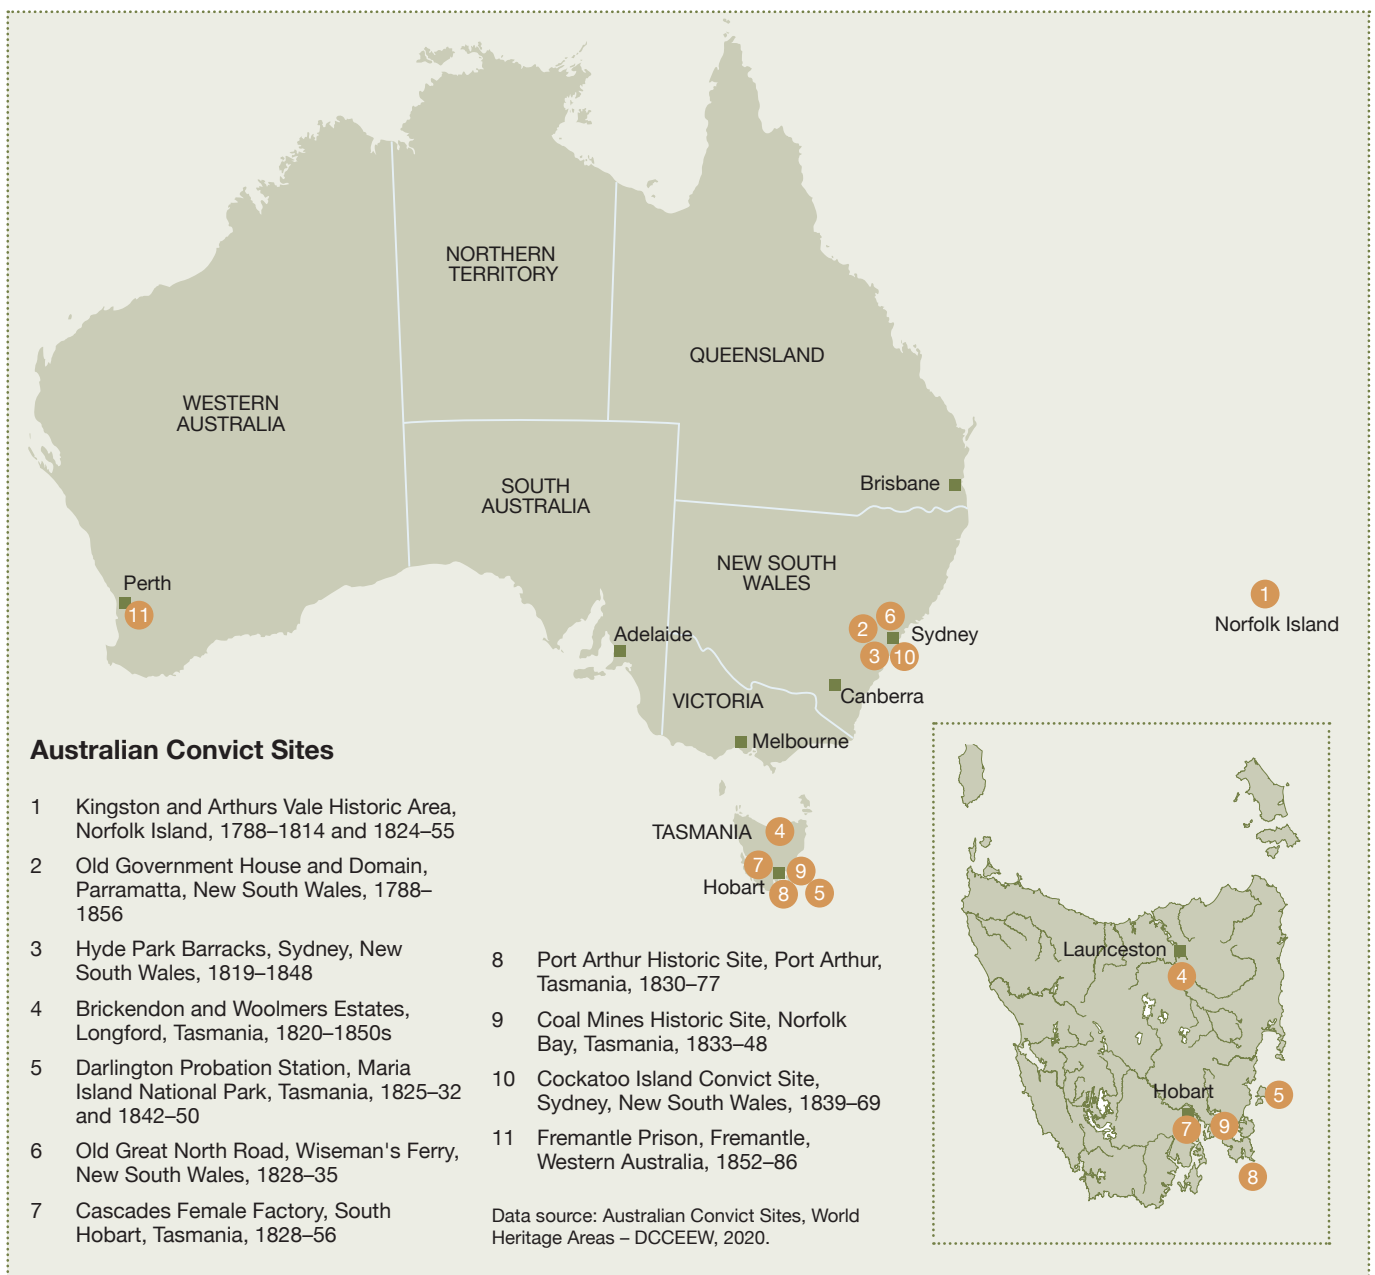 NORTHERN
TERRITORY
QUEENSLAND
WESTERN
AUSTRALIA
SOUTH
AUSTRALIA
Brisbane
NEW SOUTH
WALES
Perth
11
1
Norfolk Island
2
6
Sydney
3
10
Adelaide
Canberra
VICTORIA
Melbourne
TASMANIA
4
7
9
Hobart
8
5
Australian Convict Sites
1 Kingston and Arthurs Vale Historic Area,
Norfolk Island, 1788–1814 and 1824–55
2 Old Government House and Domain,
Parramatta, New South Wales, 1788–
1856
3 Hyde Park Barracks, Sydney, New
South Wales, 1819–1848
4 Brickendon and Woolmers Estates,
Longford, Tasmania, 1820–1850s
5 Darlington Probation Station, Maria
Island National Park, Tasmania, 1825–32
and 1842–50
6 Old Great North Road, Wiseman's Ferry,
New South Wales, 1828–35
7 Cascades Female Factory, South
Hobart, Tasmania, 1828–56
8 Port Arthur Historic Site, Port Arthur,
Tasmania, 1830–77
9 Coal Mines Historic Site, Norfolk
Bay, Tasmania, 1833–48
10 Cockatoo Island Convict Site,
Sydney, New South Wales, 1839–69
11 Fremantle Prison, Fremantle,
Western Australia, 1852–86
Data source: Australian Convict Sites, World
Heritage Areas – DCCEEW, 2020.
Launceston
4
Hobart
5
7
9
8